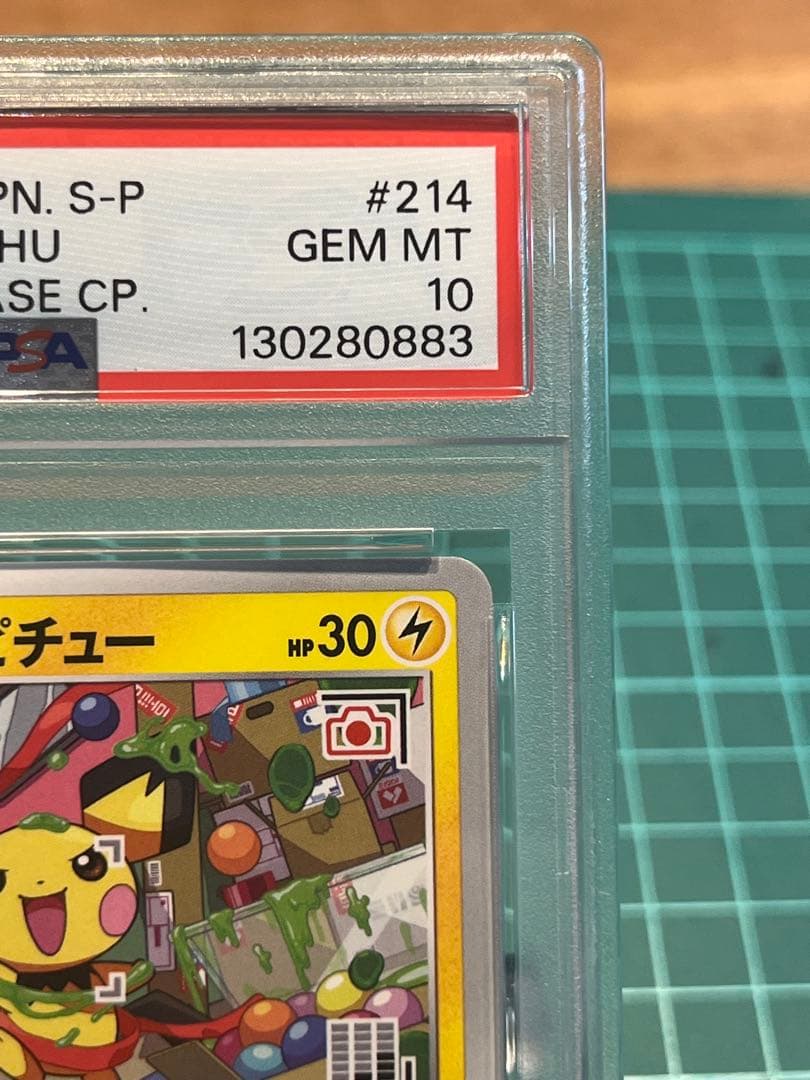 PN. S-P #214
HU GEM MT
ASE CP. 10
PSA 130280883
ピチュー HP30